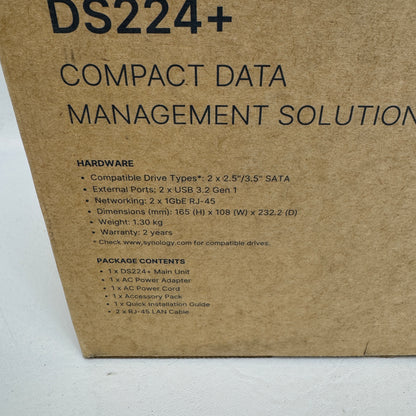 DS224+
COMPACT DATA
MANAGEMENT SOLUTION
HARDWARE
• Compatible Drive Types*: 2 x 2.5"/3.5" SATA
• External Ports: 2 x USB 3.2 Gen 1
• Networking: 2 x 1GbE RJ-45
• Dimensions (mm): 165 (H) x 108 (W) x 232.2 (D)
• Weight: 1.30 kg
• Warranty: 2 years
* Check www.synology.com for compatible drives.
PACKAGE CONTENTS
• 1 x DS224+ Main Unit
• 1 x AC Power Adapter
• 1 x AC Power Cord
• 1 x Accessory Pack
• 1 x Quick Installation Guide
• 2 x RJ-45 LAN Cable